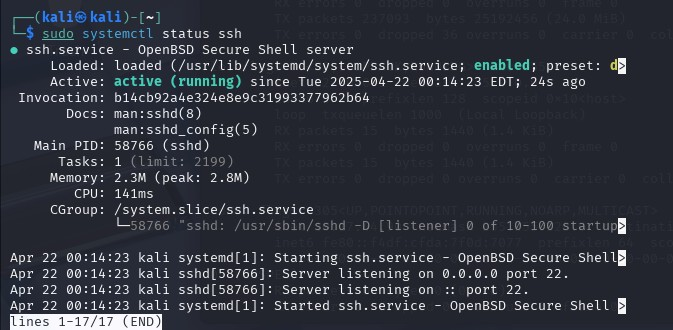 ┌──(kali㉿kali)-[~]
└─$ sudo systemctl status ssh
● ssh.service - OpenBSD Secure Shell server
Loaded: loaded (/usr/lib/systemd/system/ssh.service; enabled; preset: d>
Active: active (running) since Tue 2025-04-22 00:14:23 EDT; 24s ago
Invocation: b14cb92a4e324e8e9c31993377962b64
Docs: man:sshd(8)
man:sshd_config(5)
Main PID: 58766 (sshd)
Tasks: 1 (limit: 2199)
Memory: 2.3M (peak: 2.8M)
CPU: 141ms
CGroup: /system.slice/ssh.service
└─58766 "sshd: /usr/sbin/sshd -D [listener] 0 of 10-100 startup>
Apr 22 00:14:23 kali systemd[1]: Starting ssh.service - OpenBSD Secure Shell>
Apr 22 00:14:23 kali sshd[58766]: Server listening on 0.0.0.0 port 22.
Apr 22 00:14:23 kali sshd[58766]: Server listening on :: port 22.
Apr 22 00:14:23 kali systemd[1]: Started ssh.service - OpenBSD Secure Shell >
lines 1-17/17 (END)